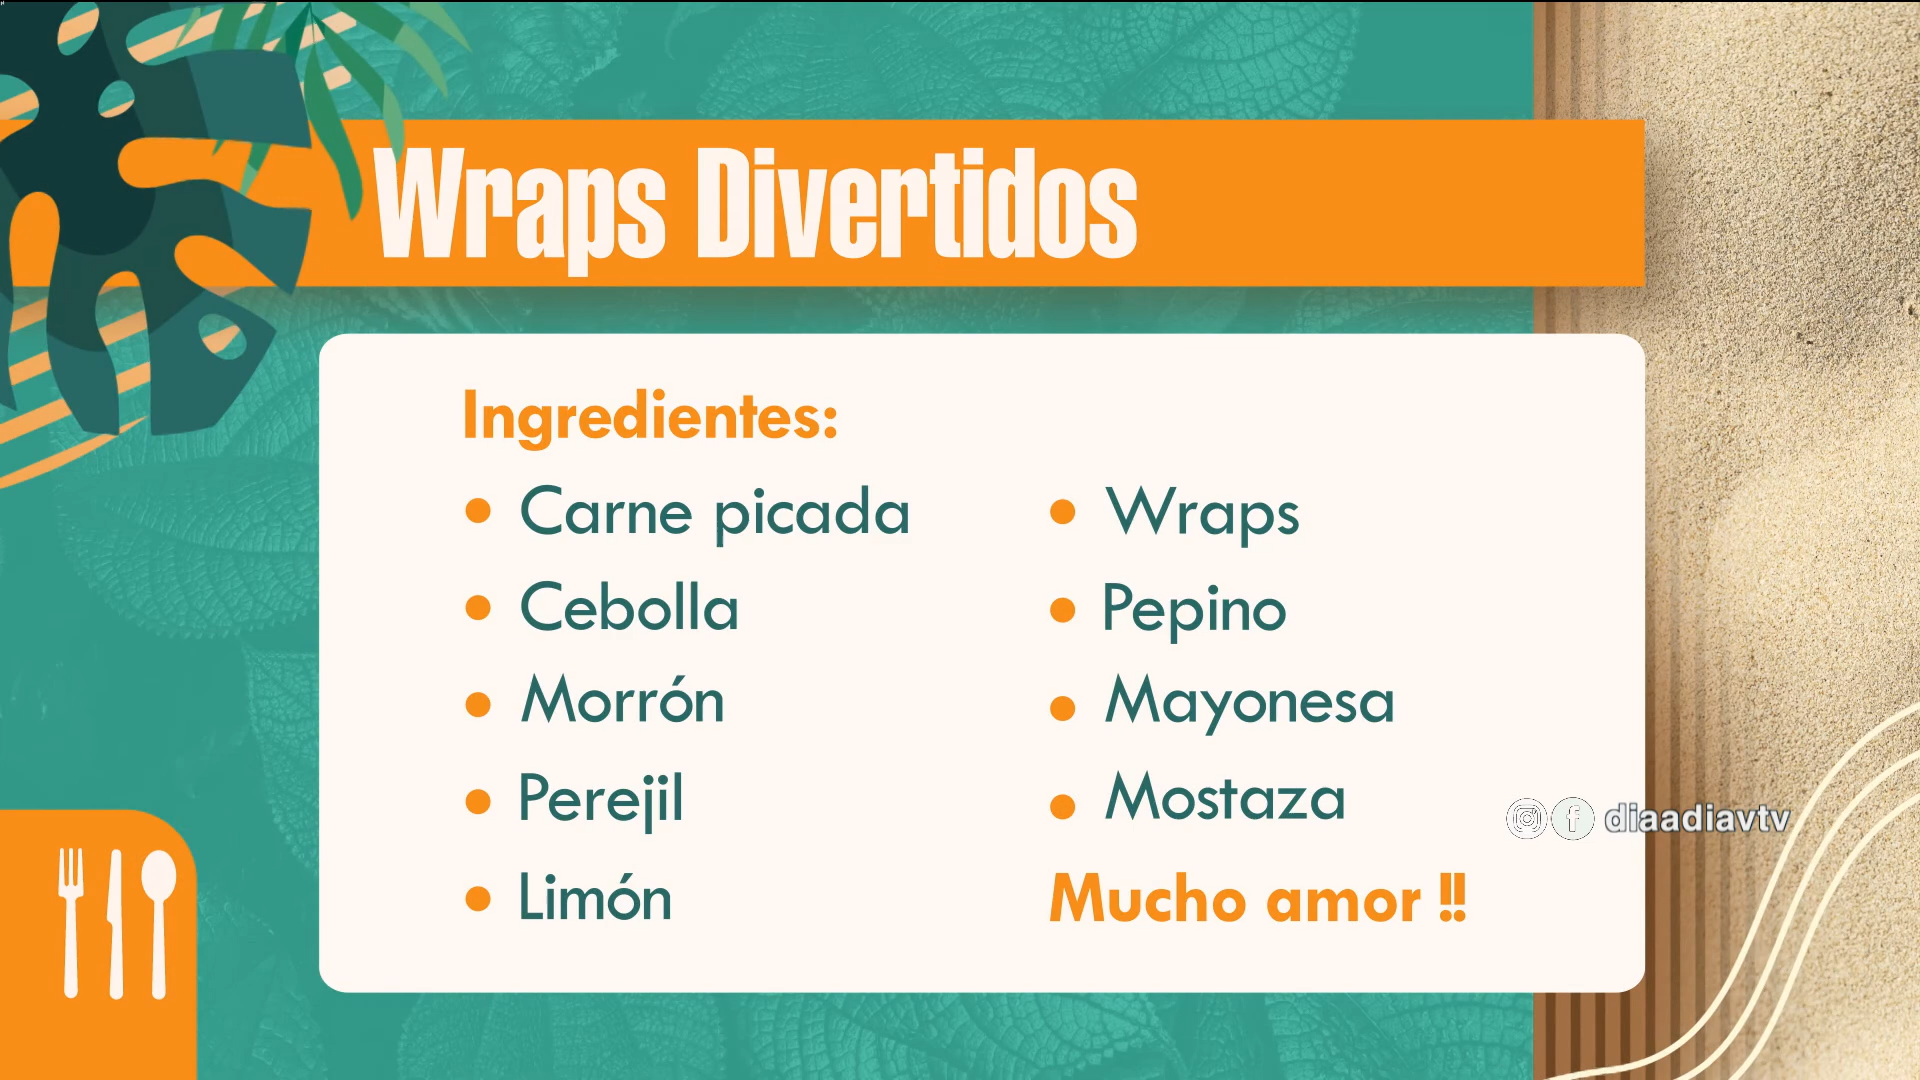 Wraps Divertidos
Ingredientes:
• Carne picada
• Cebolla
• Morrón
• Perejil
• Limón
• Wraps
• Pepino
• Mayonesa
• Mostaza
Mucho amor !!
diaadiavtv